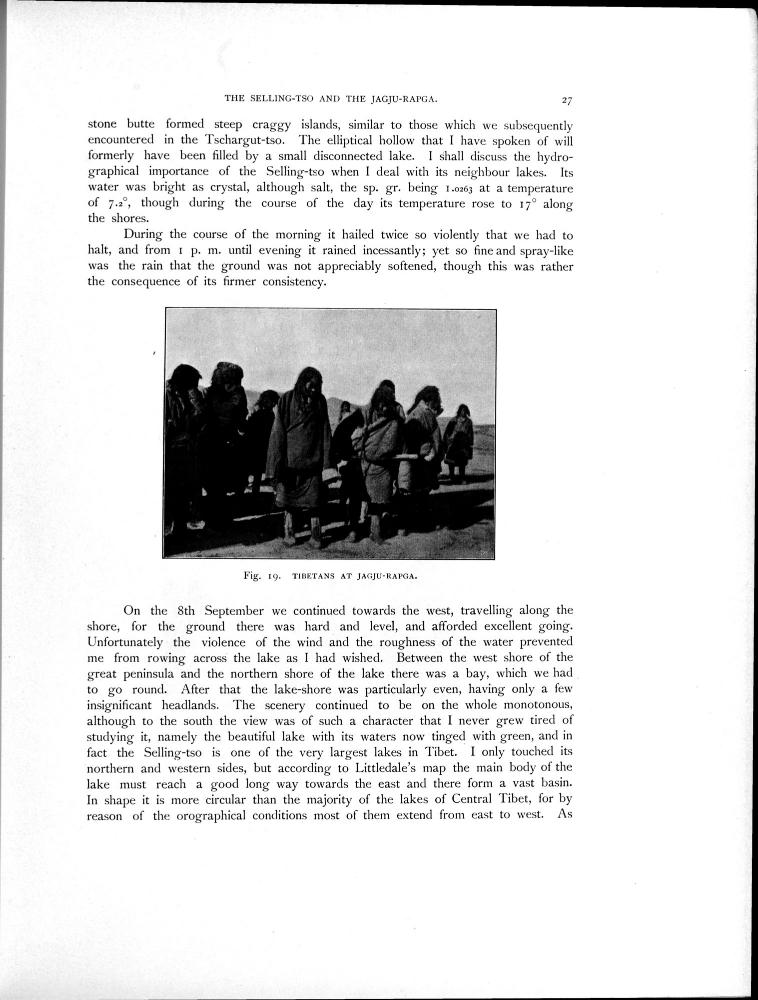 THE SELLING-TSO AND THE JAGJU-RAPGA. 27
stone butte formed steep craggy islands, similar to those which we subsequently
encountered in the Tschargut-tso. The elliptical hollow that I have spoken of will
formerly have been filled by a small disconnected lake. I shall discuss the hydro-
graphical importance of the Selling-tso when I deal with its neighbour lakes. Its
water was bright as crystal, although salt, the sp. gr. being 1.0263 at a temperature
of 7.2°, though during the course of the day its temperature rose to 17° along
the shores.
During the course of the morning it hailed twice so violently that we had to
halt, and from 1 p. m. until evening it rained incessantly; yet so fine and spray-like
was the rain that the ground was not appreciably softened, though this was rather
the consequence of its firmer consistency.
Fig. 19. TIBETANS AT JAGJU-RAPGA.
On the 8th September we continued towards the west, travelling along the
shore, for the ground there was hard and level, and afforded excellent going.
Unfortunately the violence of the wind and the roughness of the water prevented
me from rowing across the lake as I had wished. Between the west shore of the
great peninsula and the northern shore of the lake there was a bay, which we had
to go round. After that the lake-shore was particularly even, having only a few
insignificant headlands. The scenery continued to be on the whole monotonous,
although to the south the view was of such a character that I never grew tired of
studying it, namely the beautiful lake with its waters now tinged with green, and in
fact the Selling-tso is one of the very largest lakes in Tibet. I only touched its
northern and western sides, but according to Littledale's map the main body of the
lake must reach a good long way towards the east and there form a vast basin.
In shape it is more circular than the majority of the lakes of Central Tibet, for by
reason of the orographical conditions most of them extend from east to west. As